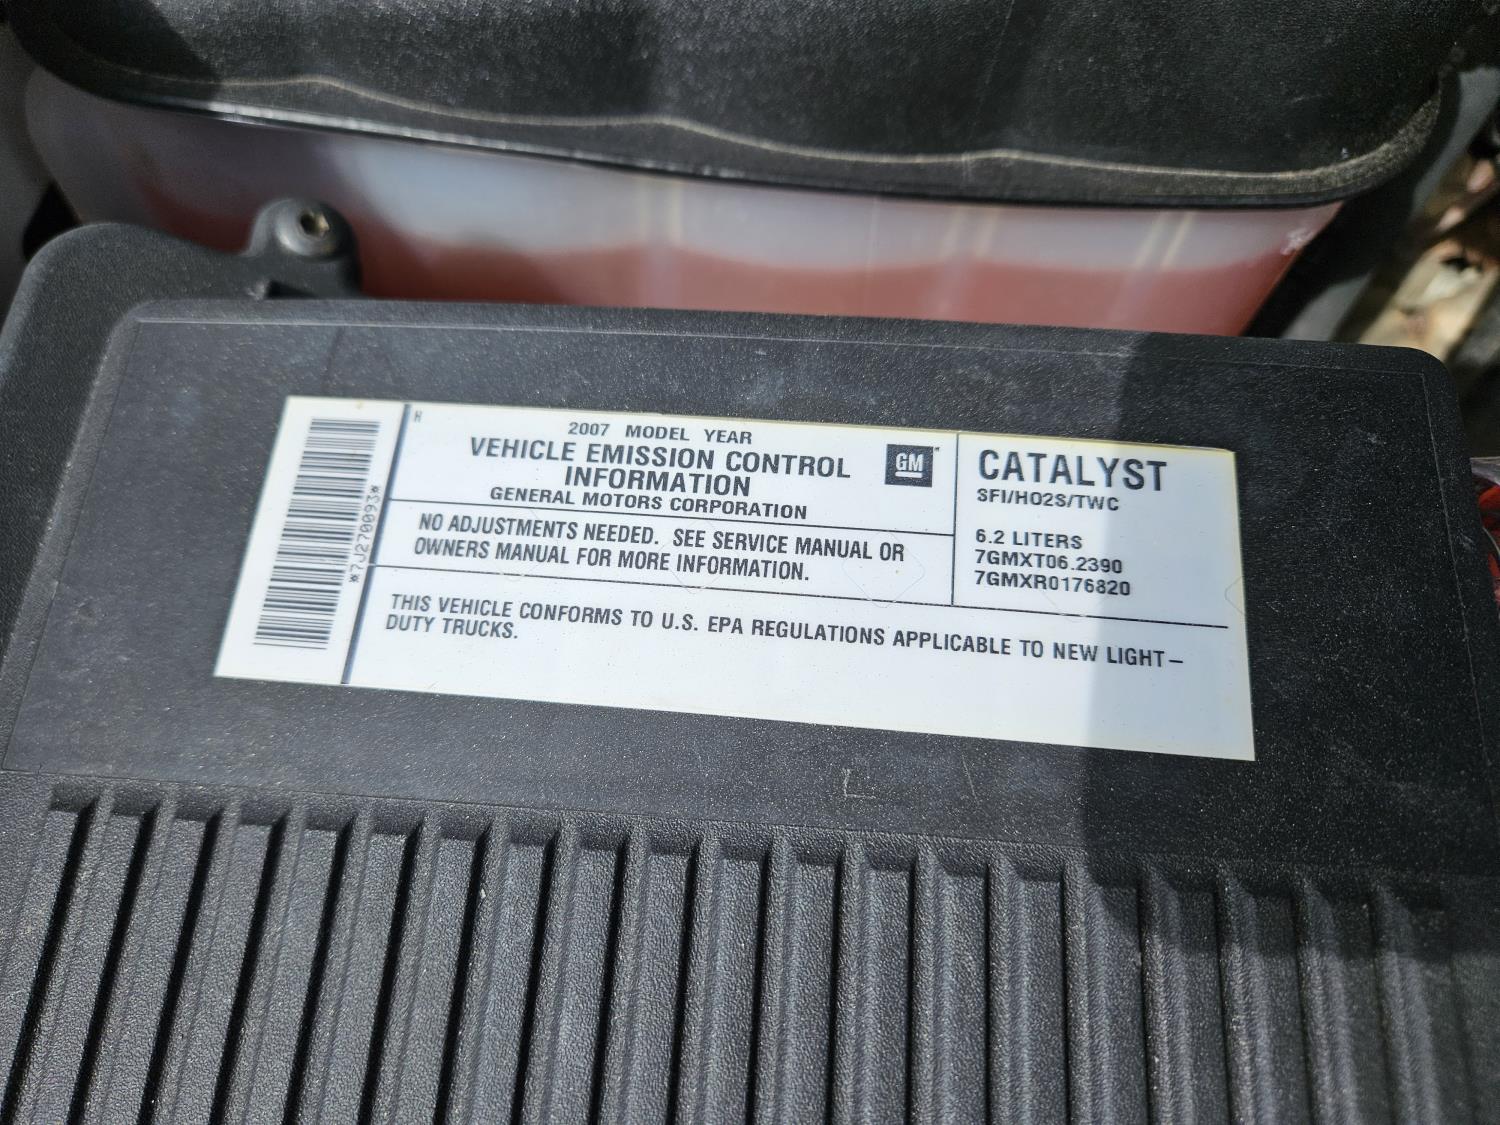 *7J270093*
H
2007 MODEL YEAR
VEHICLE EMISSION CONTROL
INFORMATION
GENERAL MOTORS CORPORATION
GM
NO ADJUSTMENTS NEEDED. SEE SERVICE MANUAL OR
OWNERS MANUAL FOR MORE INFORMATION.
CATALYST
SFI/HO2S/TWC
6.2 LITERS
7GMXT06.2390
7GMXR0176820
THIS VEHICLE CONFORMS TO U.S. EPA REGULATIONS APPLICABLE TO NEW LIGHT–
DUTY TRUCKS.